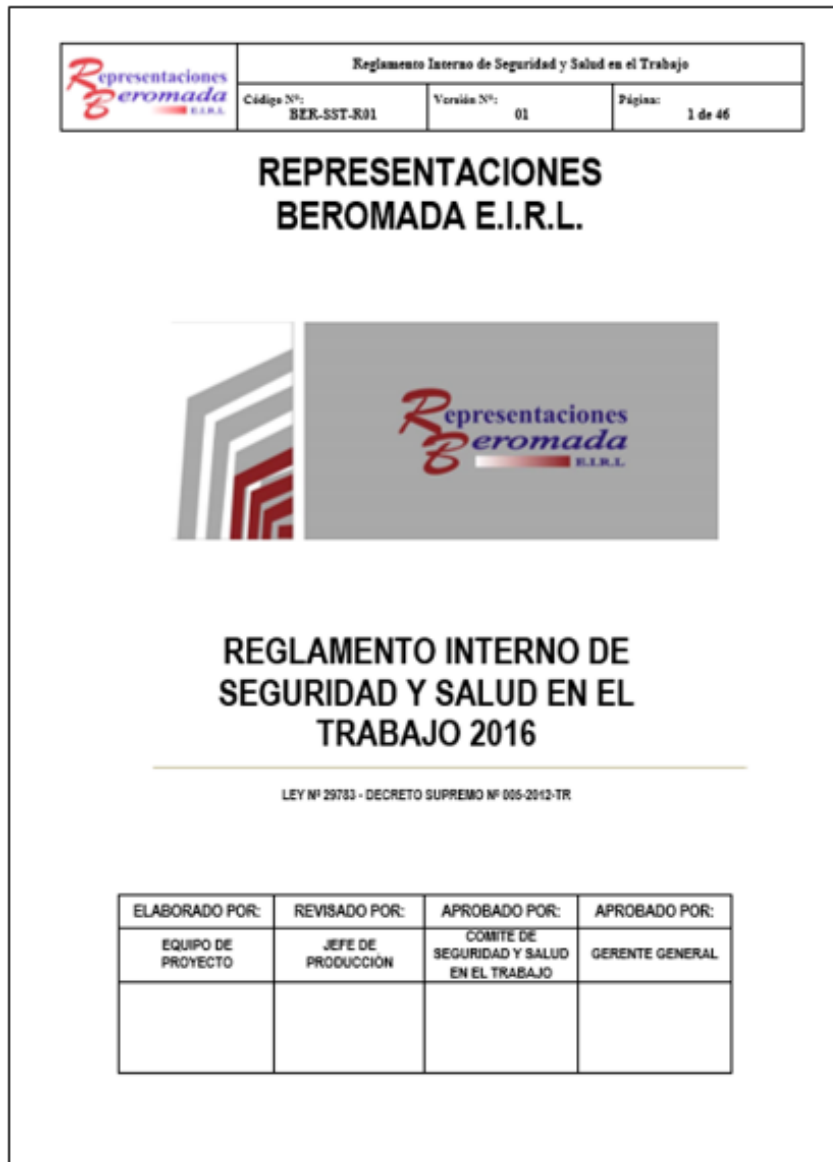 Representaciones
Beromada
E.I.R.L.
Reglamento Interno de Seguridad y Salud en el Trabajo
Código Nº:
BER-SST-R01
Versión Nº:
01
Página:
1 de 46
REPRESENTACIONES
BEROMADA E.I.R.L.
Representaciones
Beromada
E.I.R.L
REGLAMENTO INTERNO DE
SEGURIDAD Y SALUD EN EL
TRABAJO 2016
LEY Nº 29783 - DECRETO SUPREMO Nº 005-2012-TR
ELABORADO POR:
REVISADO POR:
APROBADO POR:
APROBADO POR:
EQUIPO DE
PROYECTO
JEFE DE
PRODUCCIÓN
COMITE DE
SEGURIDAD Y SALUD
EN EL TRABAJO
GERENTE GENERAL